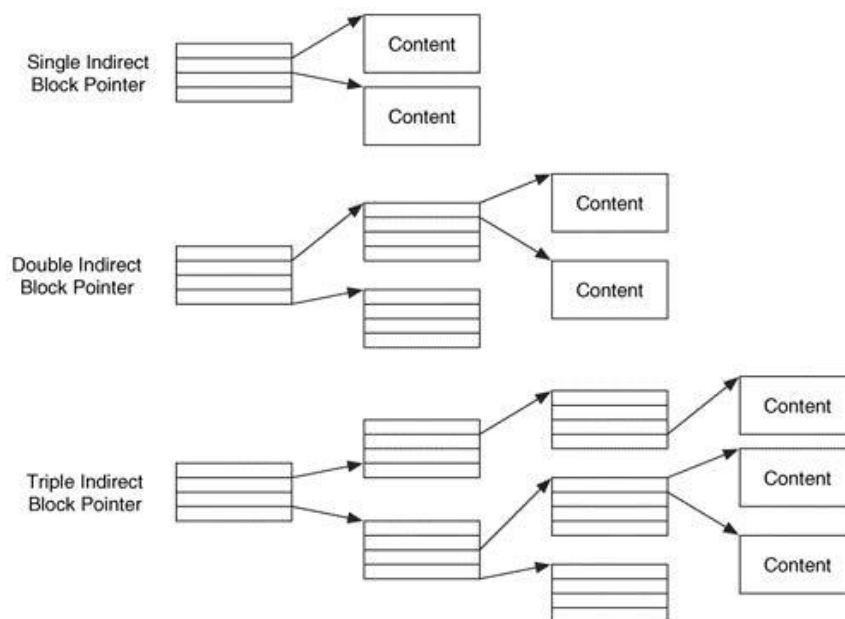 Single Indirect
Block Pointer
Content
Content
Double Indirect
Block Pointer
Content
Content
Triple Indirect
Block Pointer
Content
Content
Content